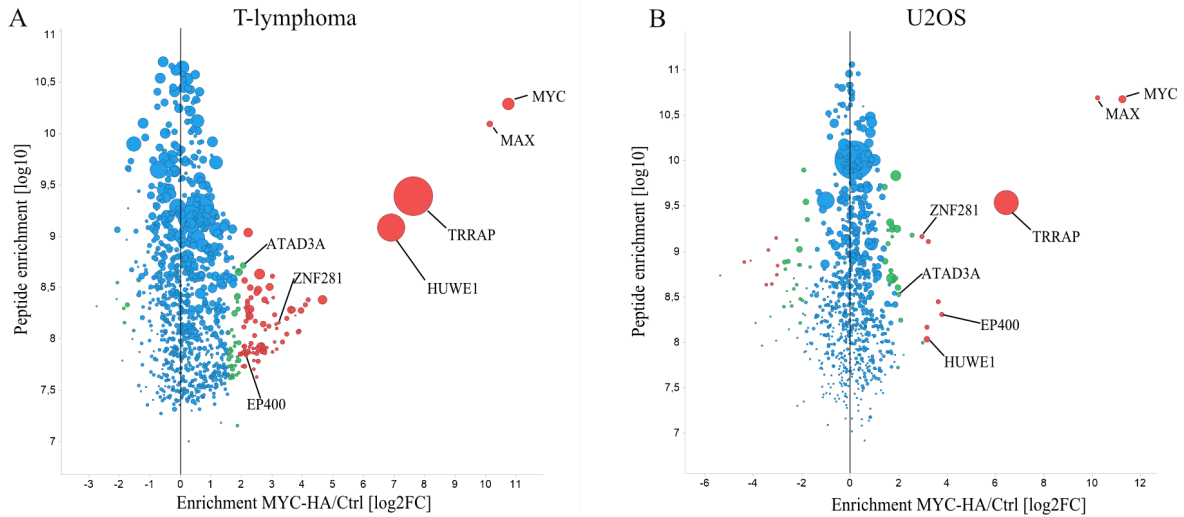 A
T-lymphoma
Peptide enrichment [log10]
11
10,5
10
9.5
9
8.5
8
7.5
7
MYC
MAX
TRRAP
HUWE1
ATAD3A
ZNF281
EP400
-3 -2 -1 0 1 2 3 4 5 6 7 8 9 10 11
Enrichment MYC-HA/Ctrl [log2FC]
B
U2OS
Peptide enrichment [log10]
11
10,5
10
9.5
9
8.5
8
7.5
7
MYC
MAX
ZNF281
TRRAP
ATAD3A
EP400
HUWE1
-6 -4 -2 0 2 4 6 8 10 12
Enrichment MYC-HA/Ctrl [log2FC]